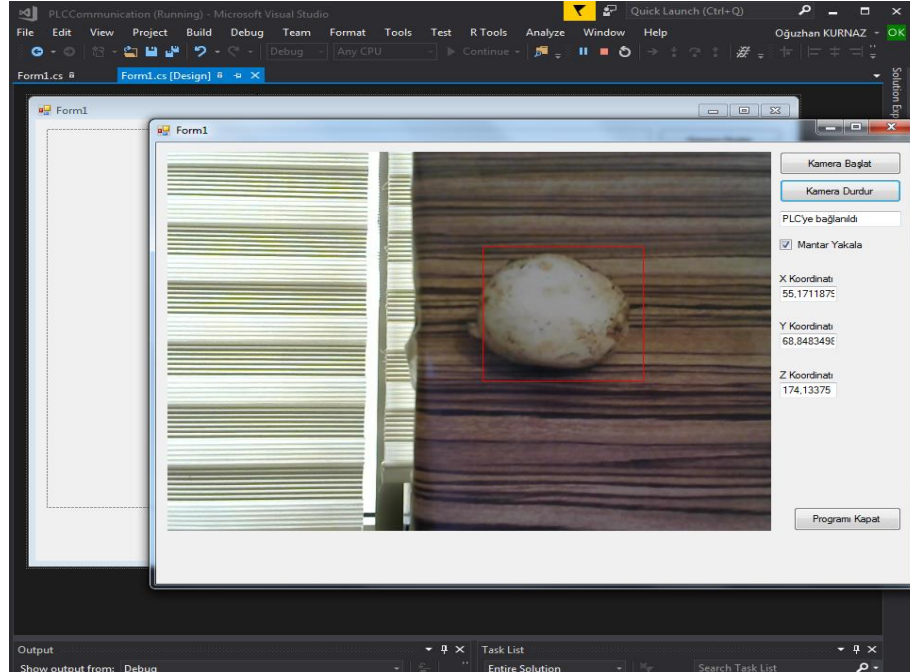 PLCCommunication (Running) - Microsoft Visual Studio
Quick Launch (Ctrl+Q)
File Edit View Project Build Debug Team Format Tools Test R Tools Analyze Window Help Oğuzhan KURNAZ OK
Debug Any CPU Continue
Form1.cs Form1.cs [Design]
Solution Exp
Form1
Form1
Kamera Başlat
Kamera Durdur
PLC'ye bağlanıldı
Mantar Yakala
X Koordinatı
55,1711879
Y Koordinatı
68,8483498
Z Koordinatı
174,13375
Programı Kapat
Output Task List
Show output from: Debug Entire Solution Search Task List